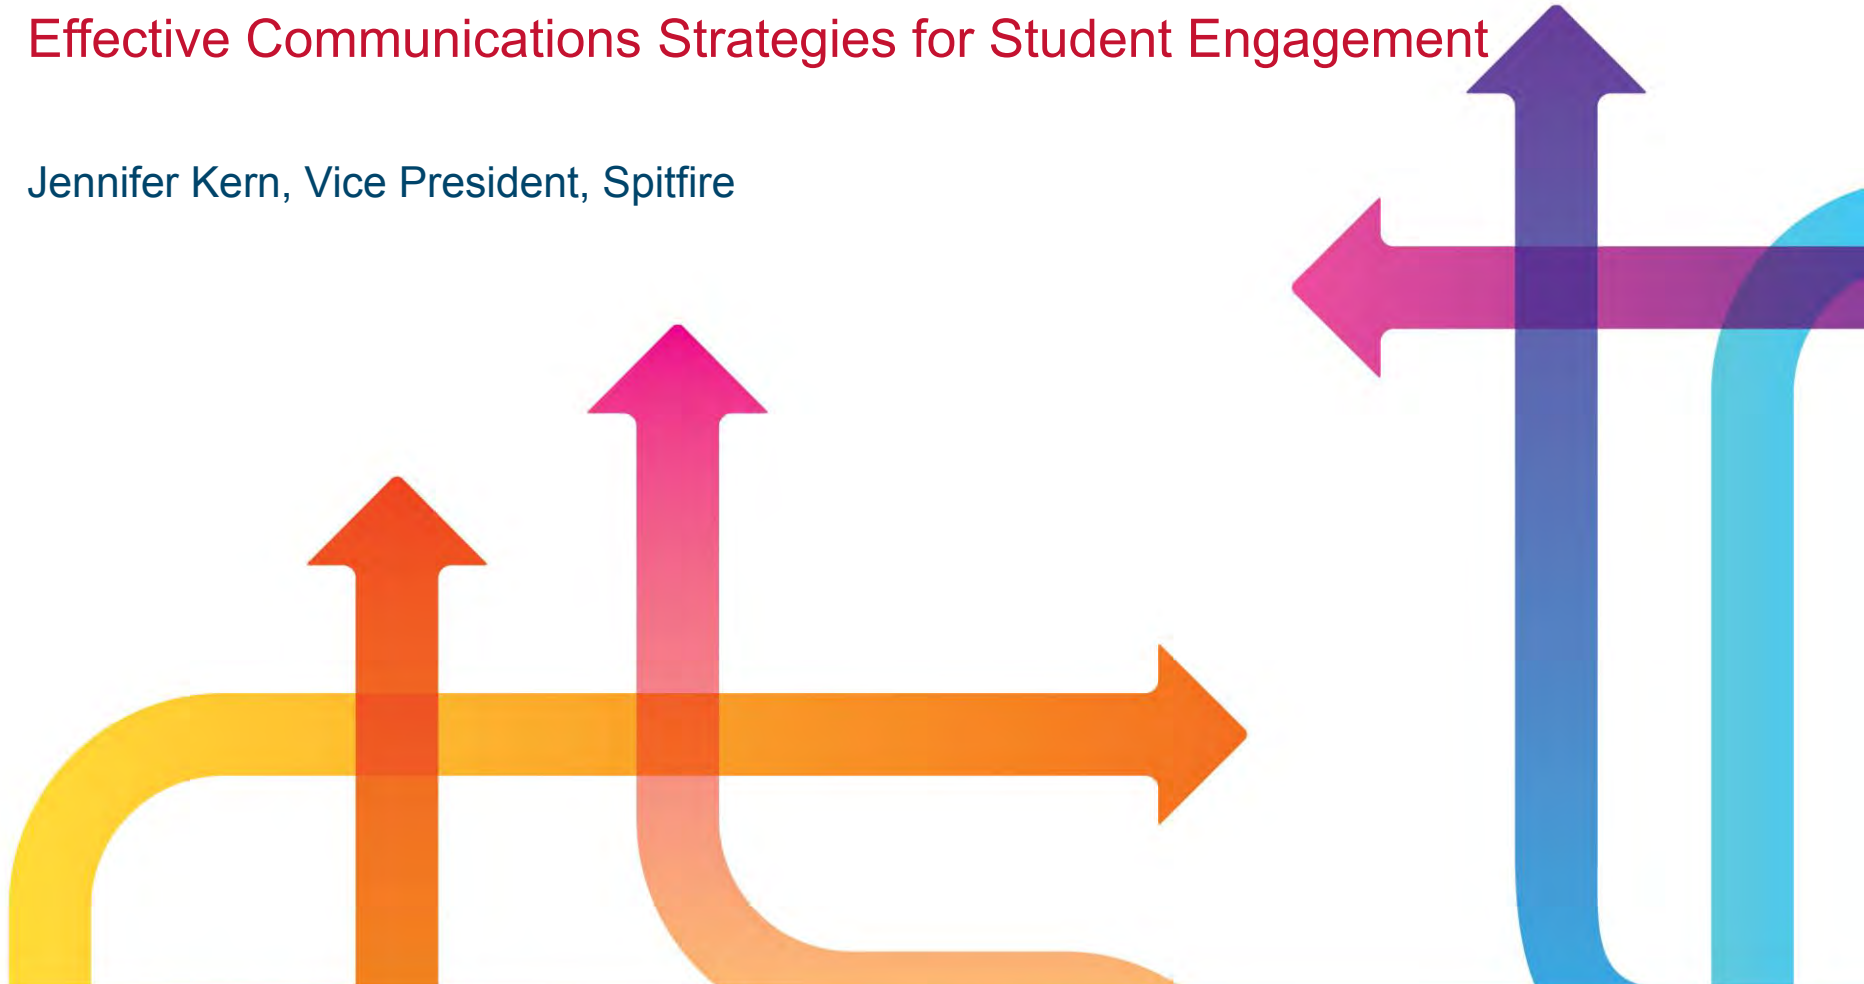 Effective Communications Strategies for Student Engagement
Jennifer Kern, Vice President, Spitfire